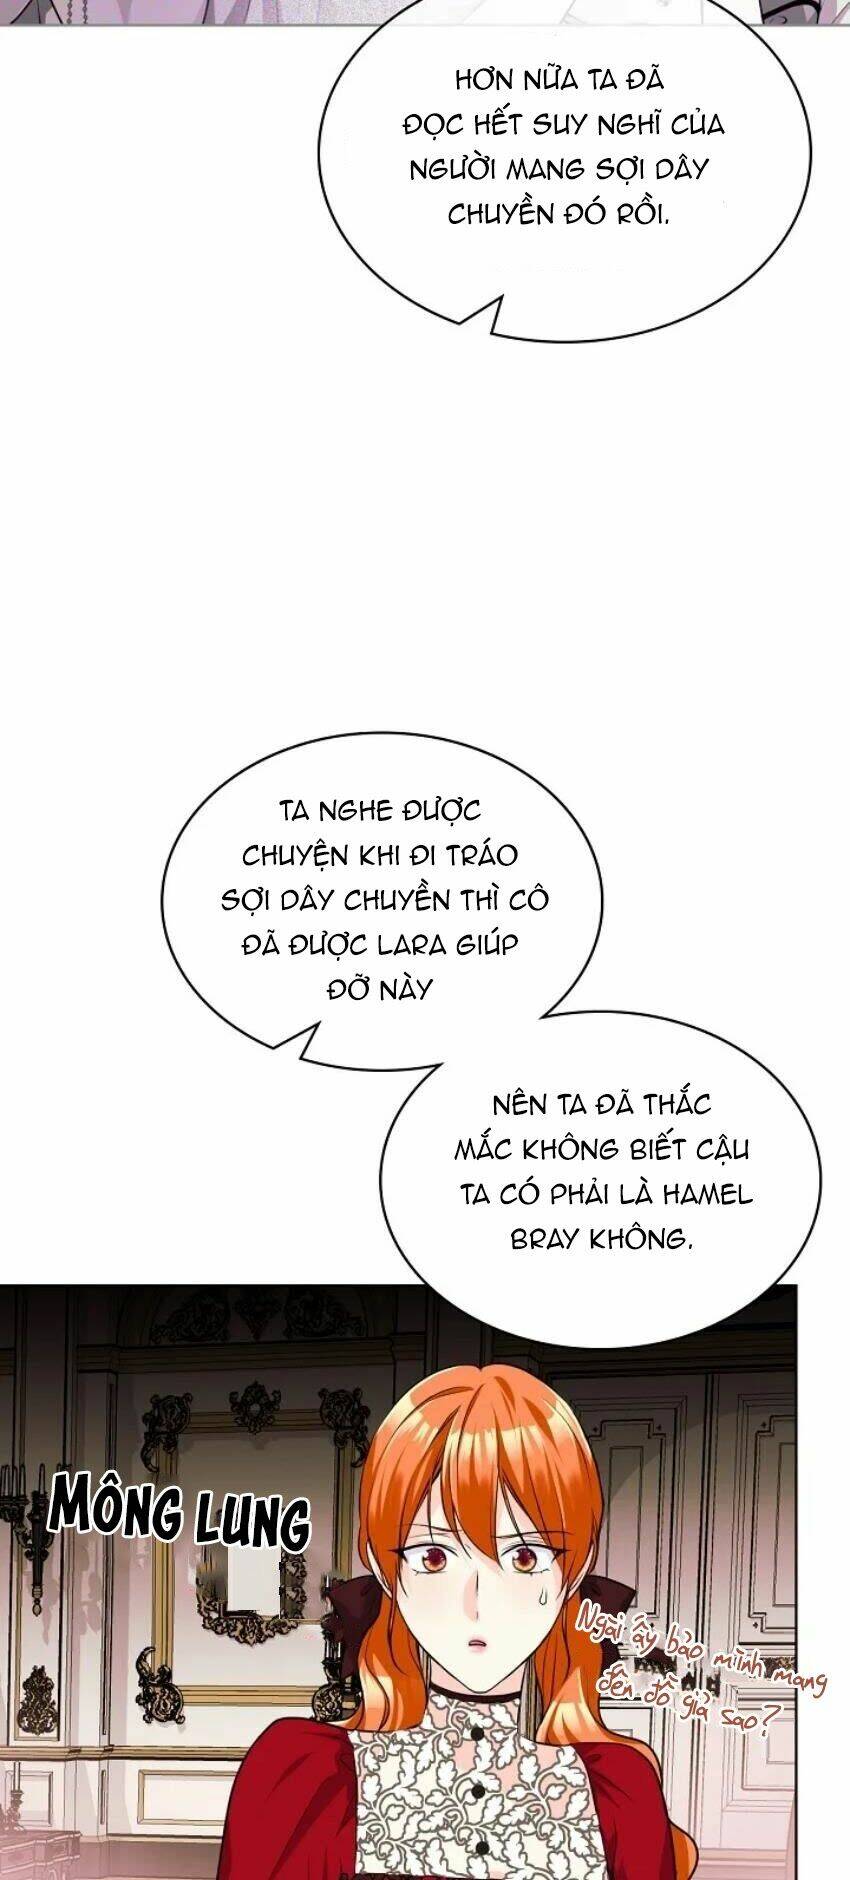 HƠN NỮA TA ĐÃ
ĐỌC HẾT SUY NGHĨ CỦA
NGƯỜI MANG SỢI DÂY
CHUYỀN ĐÓ RỒI.
TA NGHE ĐƯỢC
CHUYỆN KHI ĐI TRÁO
SỢI DÂY CHUYỀN THÌ CÔ
ĐÃ ĐƯỢC LARA GIÚP
ĐỠ NÀY
NÊN TA ĐÃ THẮC
MẮC KHÔNG BIẾT CẬU
TA CÓ PHẢI LÀ HAMEL
BRAY KHÔNG.
MÔNG LUNG
Ngài ấy bảo mình mang
đến đồ giả sao?